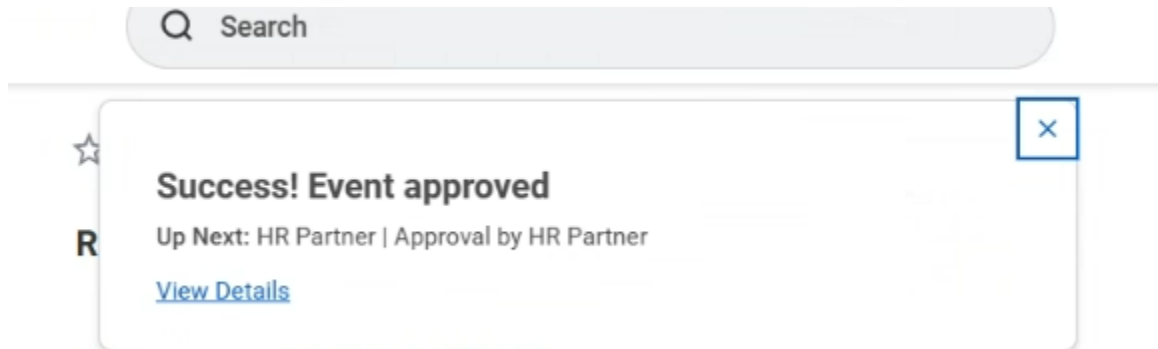 Search
Success! Event approved
R
Up Next: HR Partner | Approval by HR Partner
View Details